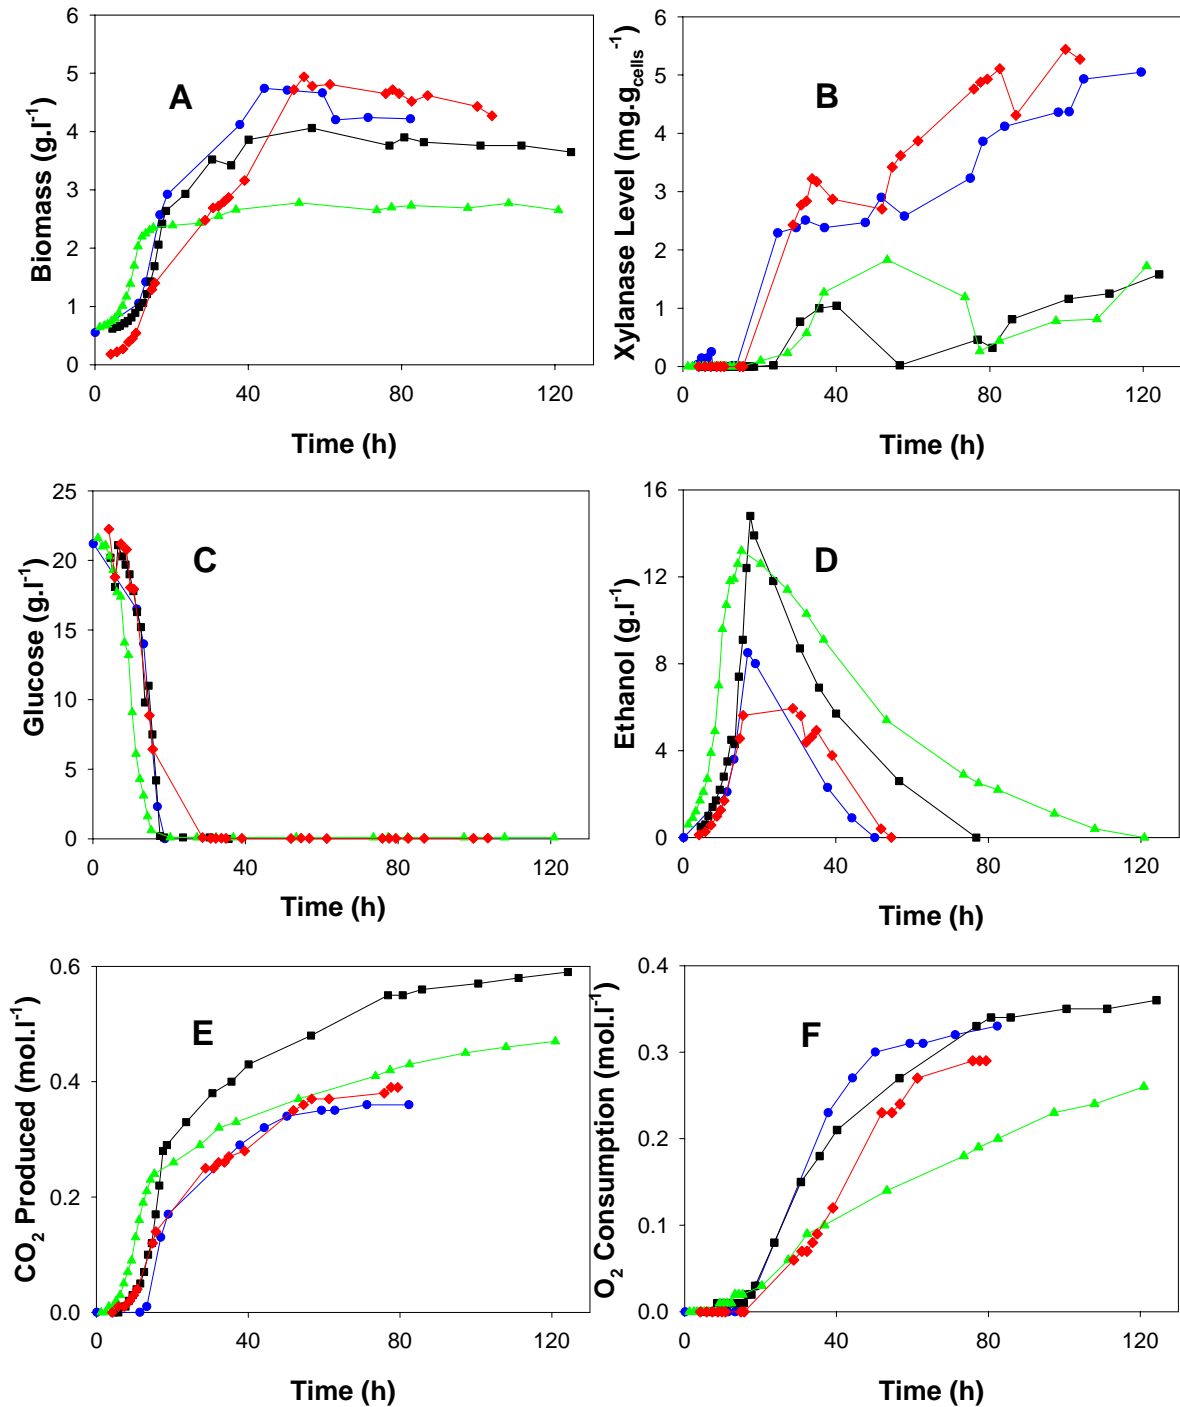 A
Biomass (g.l⁻¹)
6
5
4
3
2
1
0
0 40 80 120
Time (h)
B
Xylanase Level (mg.g_cells⁻¹)
6
5
4
3
2
1
0
0 40 80 120
Time (h)
C
Glucose (g.l⁻¹)
25
20
15
10
5
0
0 40 80 120
Time (h)
D
Ethanol (g.l⁻¹)
16
12
8
4
0
0 40 80 120
Time (h)
E
CO₂ Produced (mol.l⁻¹)
0.6
0.4
0.2
0.0
0 40 80 120
Time (h)
F
O₂ Consumption (mol.l⁻¹)
0.4
0.3
0.2
0.1
0.0
0 40 80 120
Time (h)